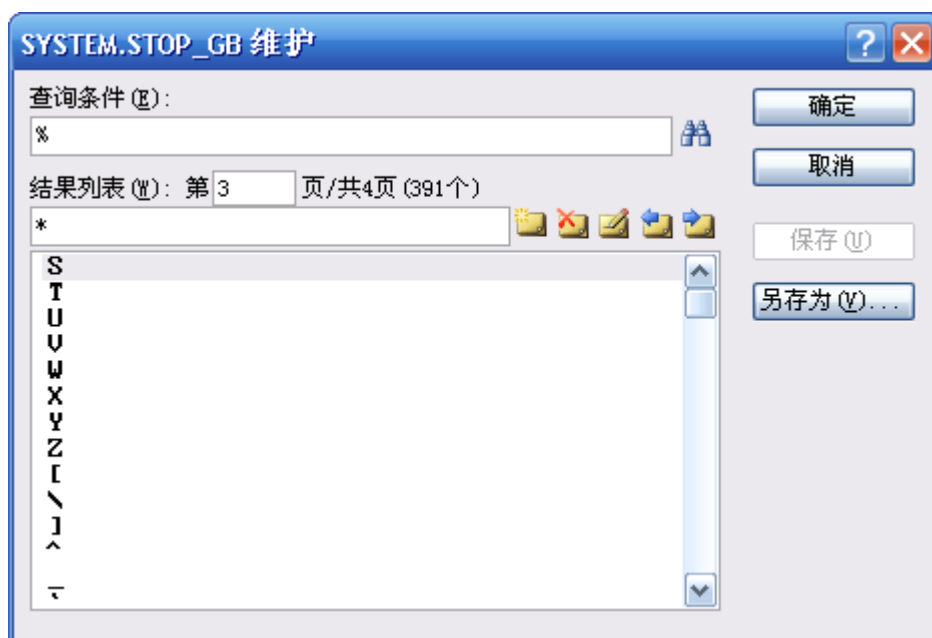 SYSTEM.STOP_GB 维护
查询条件(E):
%
确定
取消
结果列表(W): 第3 页/共4页(391个)
*
保存(U)
另存为(V)...
S
T
U
V
W
X
Y
Z
[
\
]
^